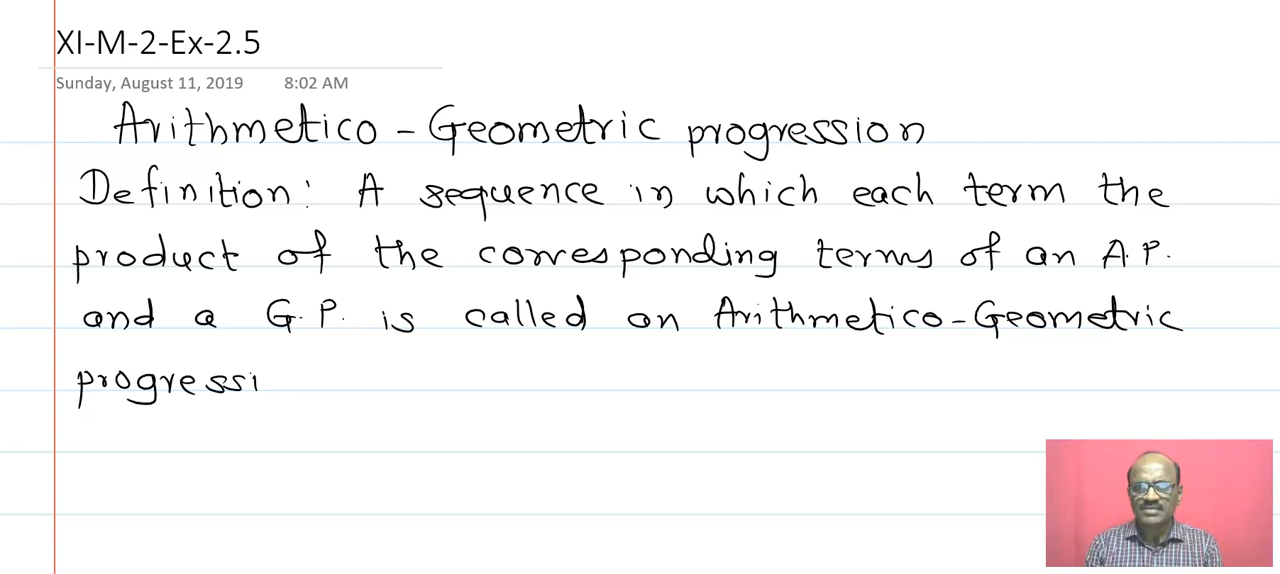 XI-M-2-Ex-2.5
Sunday, August 11, 2019 8:02 AM
Arithmetico - Geometric progression
Definition: A sequence in which each term the
product of the corresponding terms of an A.P.
and a G.P. is called an Arithmetico-Geometric
progressi